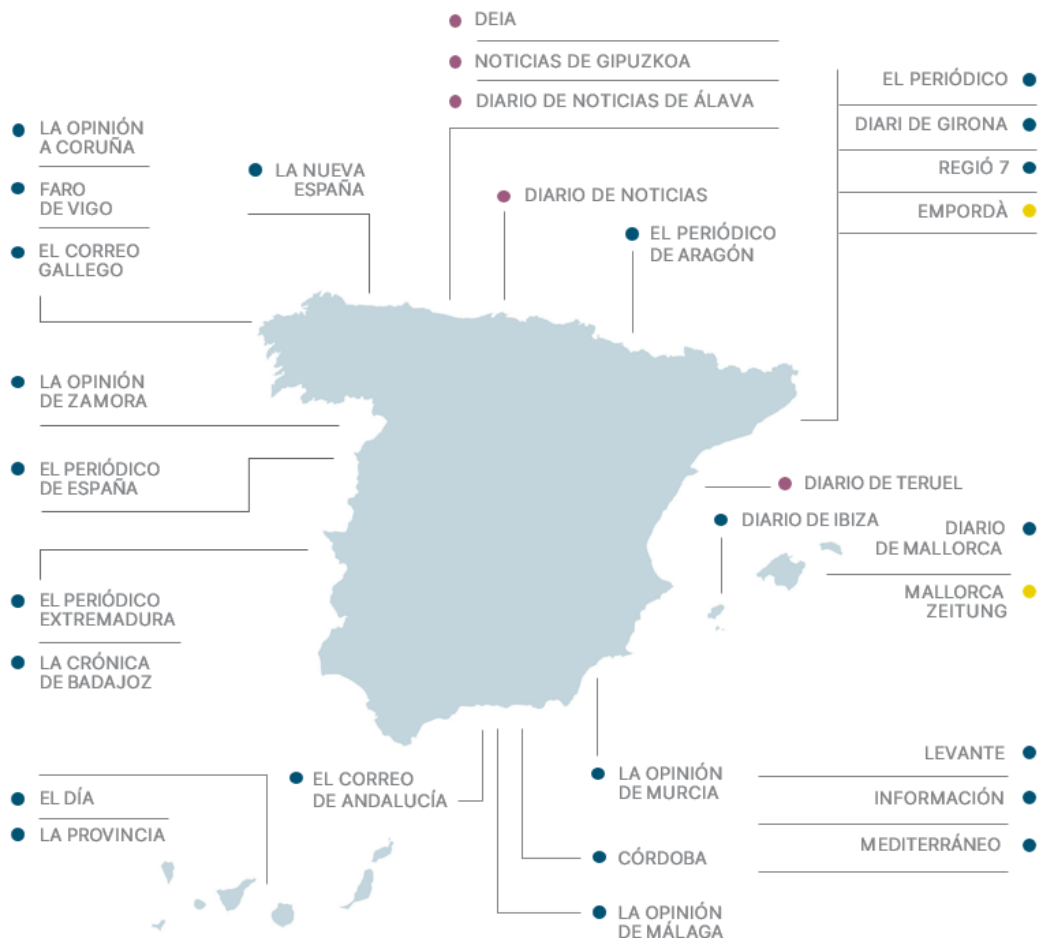 DEIA
NOTICIAS DE GIPUZKOA
DIARIO DE NOTICIAS DE ÁLAVA
EL PERIÓDICO
DIARI DE GIRONA
REGIÓ 7
EMPORDÀ
LA OPINIÓN
A CORUÑA
FARO
DE VIGO
EL CORREO
GALLEGO
LA NUEVA
ESPAÑA
DIARIO DE NOTICIAS
EL PERIÓDICO
DE ARAGÓN
LA OPINIÓN
DE ZAMORA
EL PERIÓDICO
DE ESPAÑA
DIARIO DE TERUEL
DIARIO DE IBIZA
DIARIO
DE MALLORCA
MALLORCA
ZEITUNG
EL PERIÓDICO
EXTREMADURA
LA CRÓNICA
DE BADAJOZ
EL DÍA
LA PROVINCIA
EL CORREO
DE ANDALUCÍA
LA OPINIÓN
DE MURCIA
CÓRDOBA
LA OPINIÓN
DE MÁLAGA
LEVANTE
INFORMACIÓN
MEDITERRÁNEO